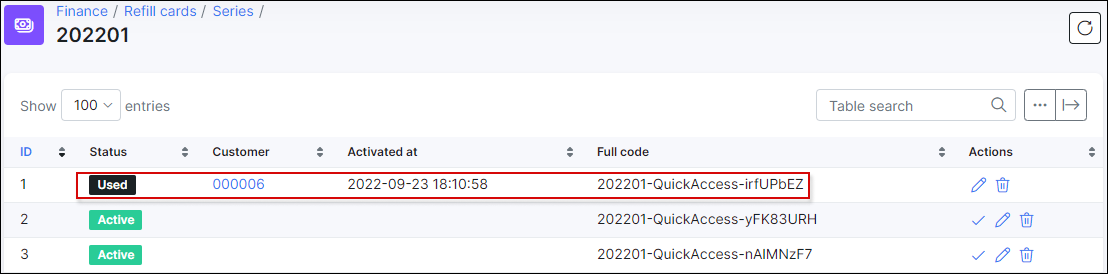 Finance / Refill cards / Series /
202201
Show 100 entries Table search
ID Status Customer Activated at Full code Actions
1 Used 000006 2022-09-23 18:10:58 202201-QuickAccess-irfUPbEZ
2 Active 202201-QuickAccess-yFK83URH
3 Active 202201-QuickAccess-nAIMNzF7